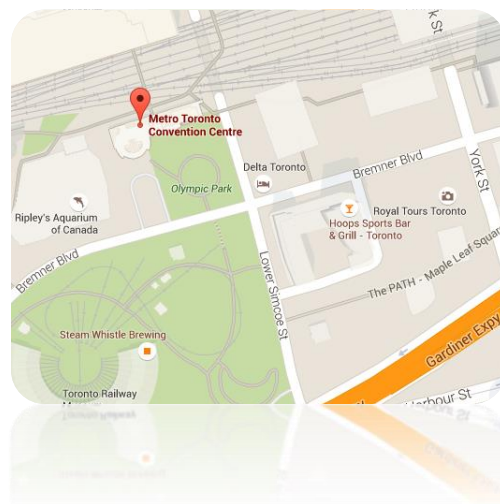 York St
Metro Toronto
Convention Centre
Delta Toronto
Bremner Blvd
York St
Olympic Park
Ripley's Aquarium
of Canada
Royal Tours Toronto
Hoops Sports Bar
& Grill - Toronto
Bremner Blvd
Lower Simcoe St
The PATH - Maple Leaf Square
Steam Whistle Brewing
Gardiner Expy
Toronto Railway
Harbour St